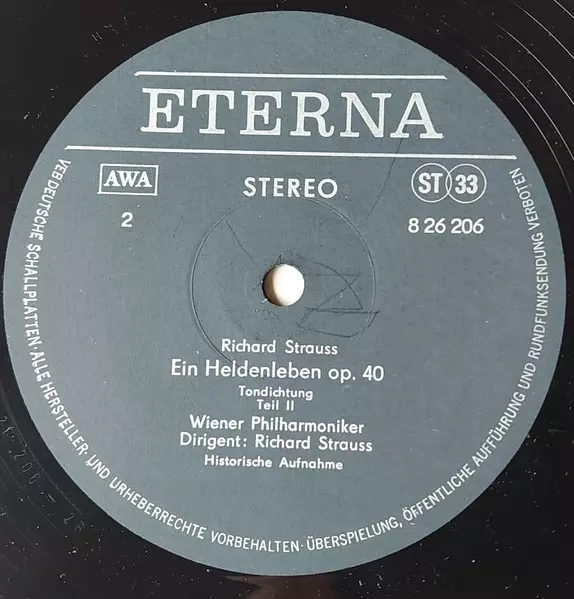 ETERNA
AWA
STEREO
ST 33
2
8 26 206
Richard Strauss
Ein Heldenleben op. 40
Tondichtung
Teil II
Wiener Philharmoniker
Dirigent: Richard Strauss
Historische Aufnahme
VEB DEUTSCHE SCHALLPLATTEN · ALLE HERSTELLER- UND URHEBERRECHTE VORBEHALTEN · ÜBERSPIELUNG, ÖFFENTLICHE AUFFÜHRUNG UND RUNDFUNKSENDUNG VERBOTEN